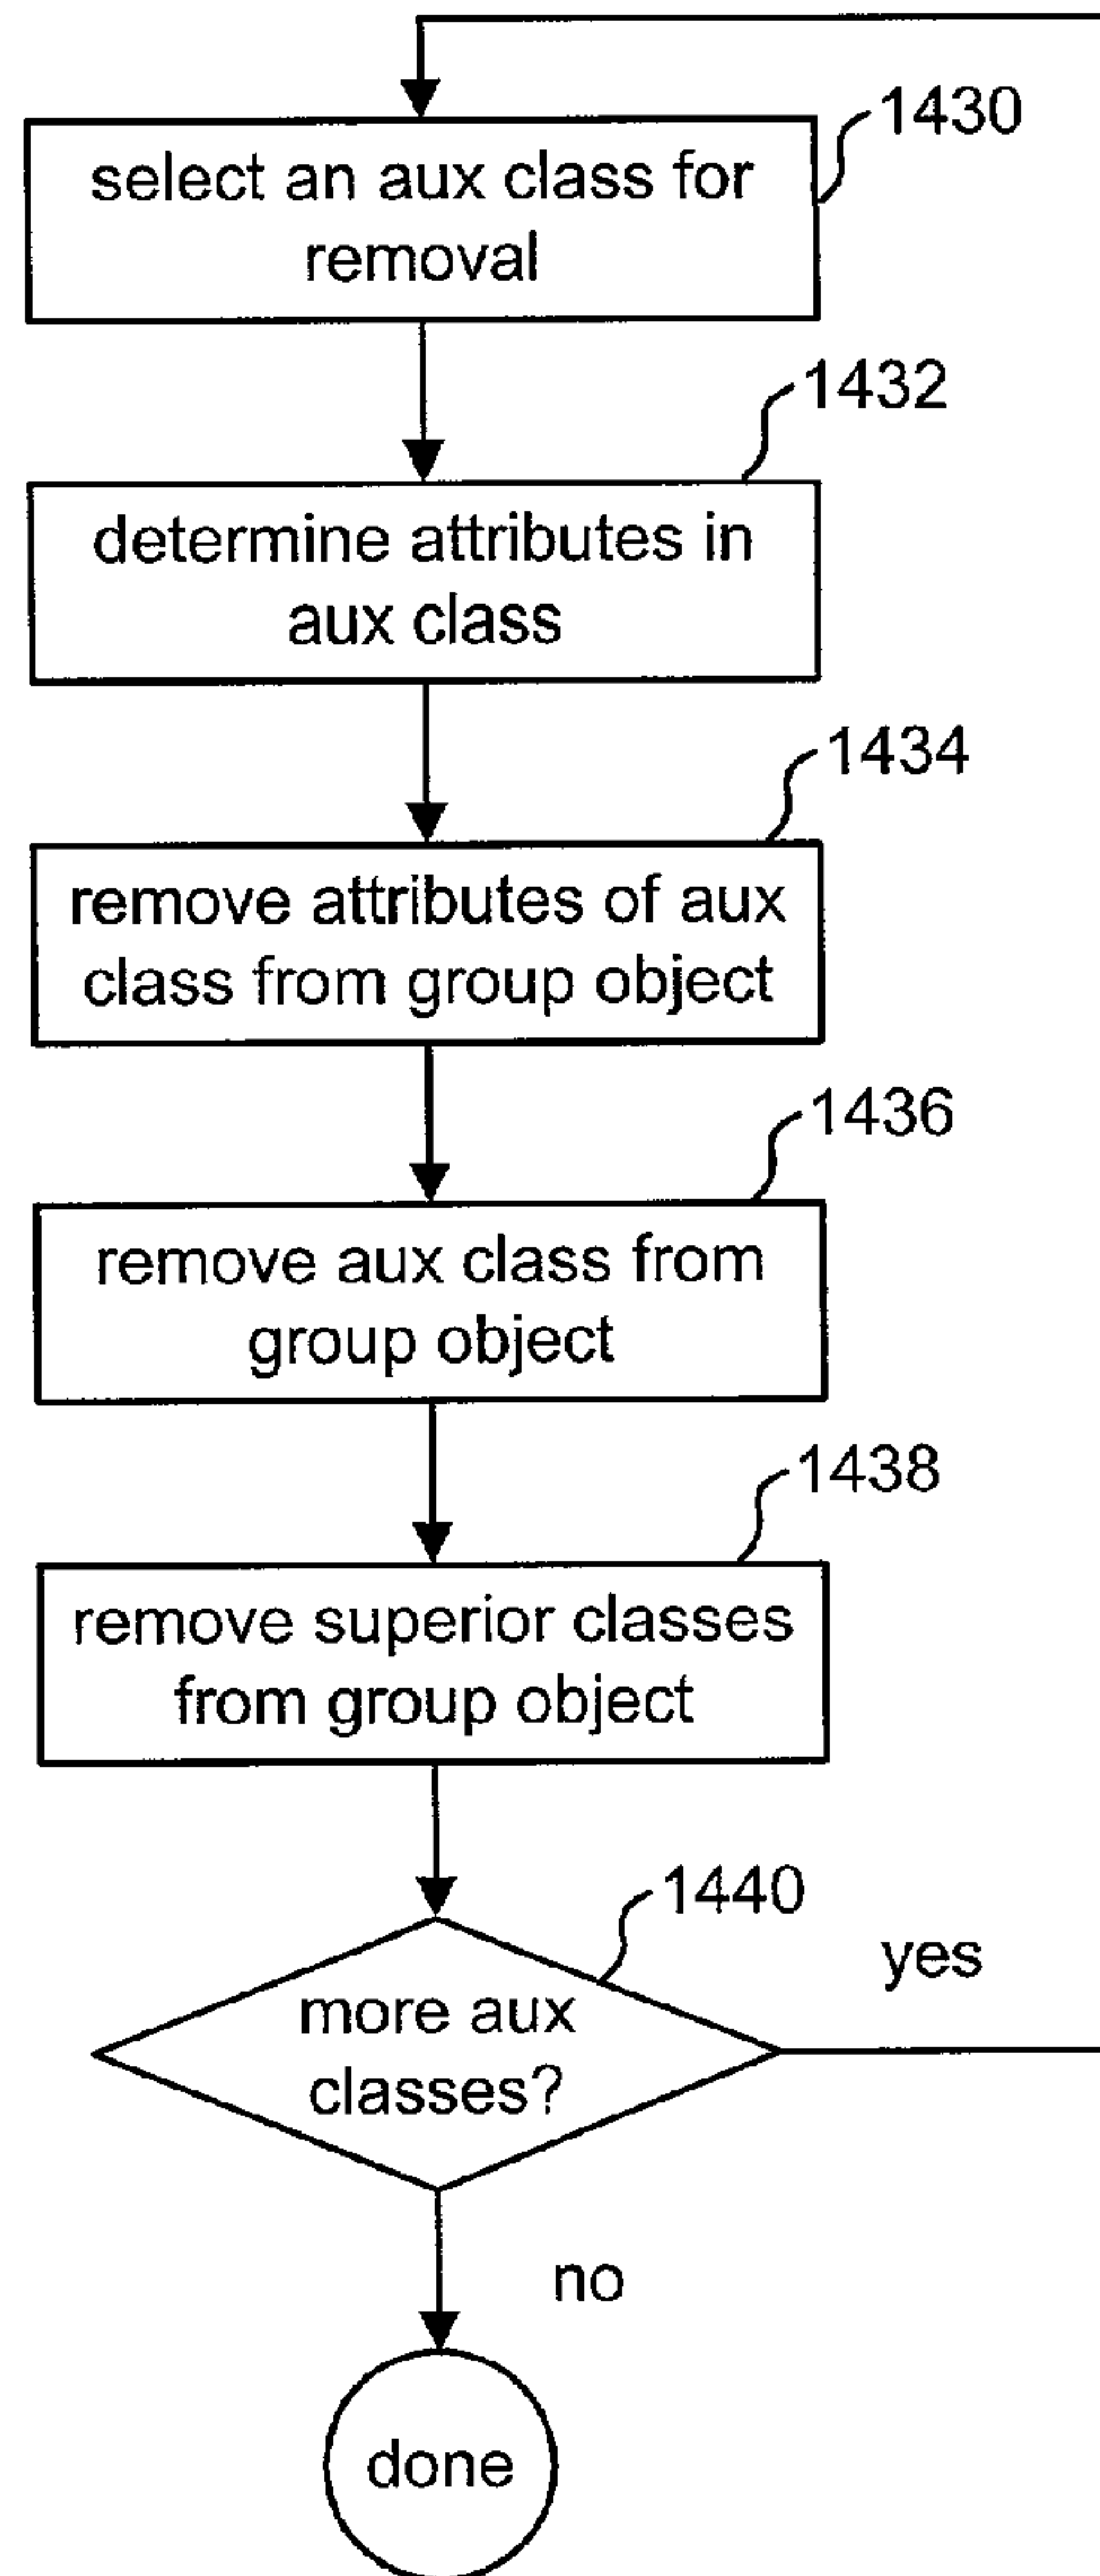 1430
select an aux class for
removal
1432
determine attributes in
aux class
1434
remove attributes of aux
class from group object
1436
remove aux class from
group object
1438
remove superior classes
from group object
1440
more aux
classes?
yes
no
done